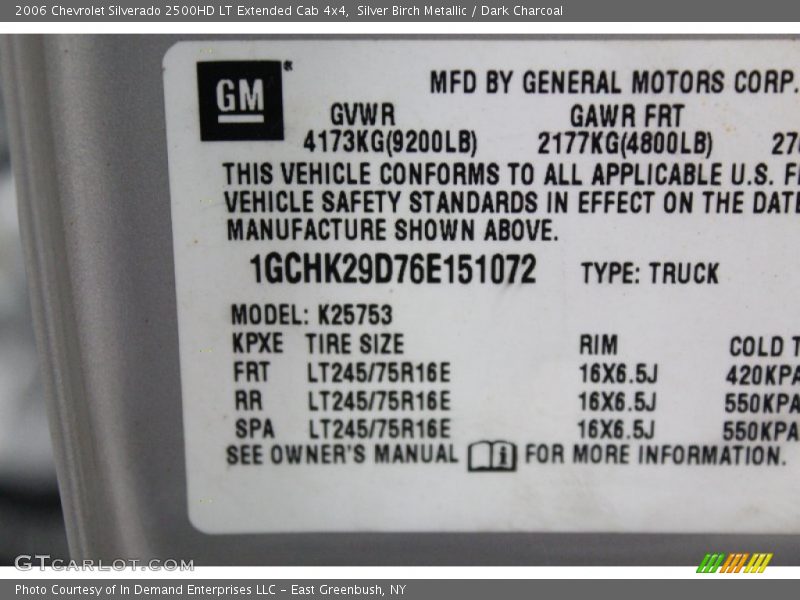 2006 Chevrolet Silverado 2500HD LT Extended Cab 4x4, Silver Birch Metallic / Dark Charcoal
GM®
MFD BY GENERAL MOTORS CORP.
GVWR GAWR FRT
4173KG(9200LB) 2177KG(4800LB)
THIS VEHICLE CONFORMS TO ALL APPLICABLE U.S.
VEHICLE SAFETY STANDARDS IN EFFECT ON THE DATE
MANUFACTURE SHOWN ABOVE.
1GCHK29D76E151072 TYPE: TRUCK
MODEL: K25753
KPXE TIRE SIZE RIM COLD T
FRT LT245/75R16E 16X6.5J 420KPA
RR LT245/75R16E 16X6.5J 550KPA
SPA LT245/75R16E 16X6.5J 550KPA
SEE OWNER'S MANUAL i FOR MORE INFORMATION.
GTCARLOT.COM
Photo Courtesy of In Demand Enterprises LLC - East Greenbush, NY